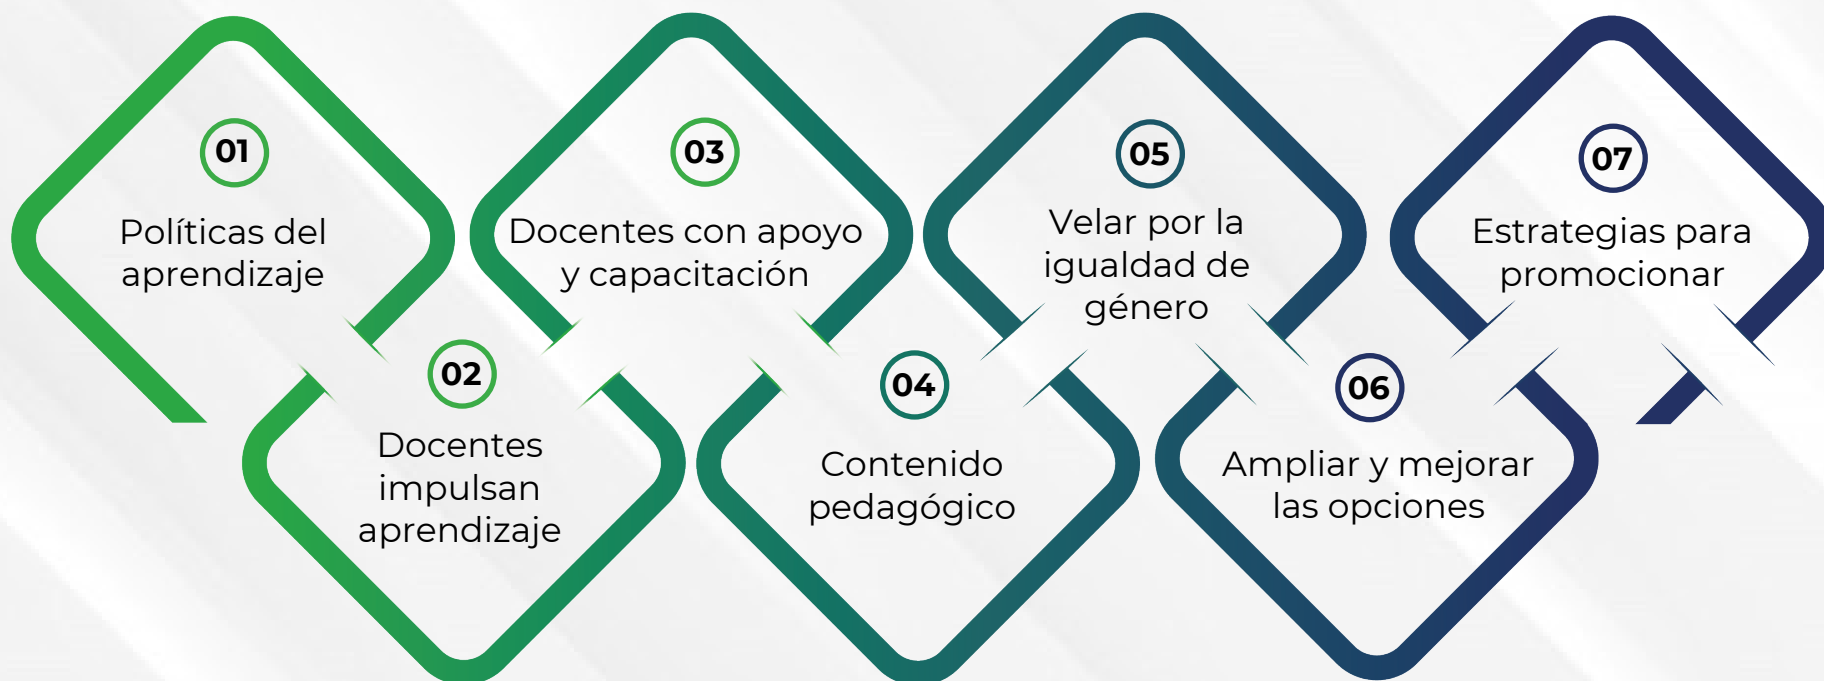 01
Políticas del
aprendizaje
02
Docentes
impulsan
aprendizaje
03
Docentes con apoyo
y capacitación
04
Contenido
pedagógico
05
Velar por la
igualdad de
género
06
Ampliar y mejorar
las opciones
07
Estrategias para
promocionar